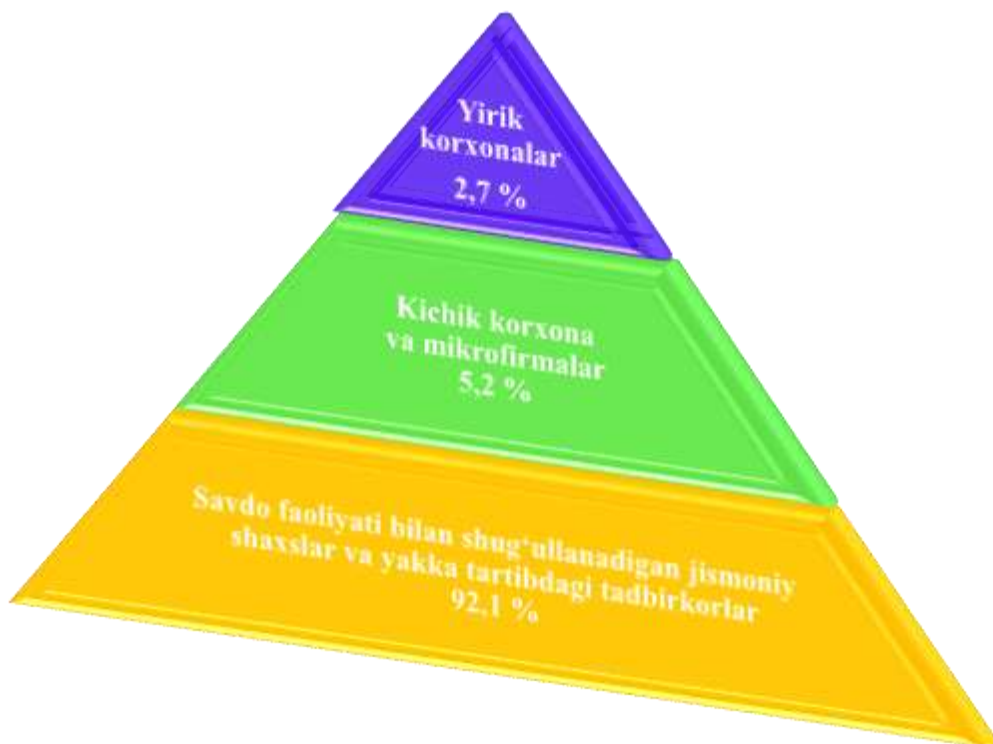 Yirik
korxonalar
2,7 %
Kichik korxona
va mikrofirmalar
5,2 %
Savdo faoliyati bilan shug‘ullanadigan jismoniy
shaxslar va yakka tartibdagi tadbirkorlar
92,1 %